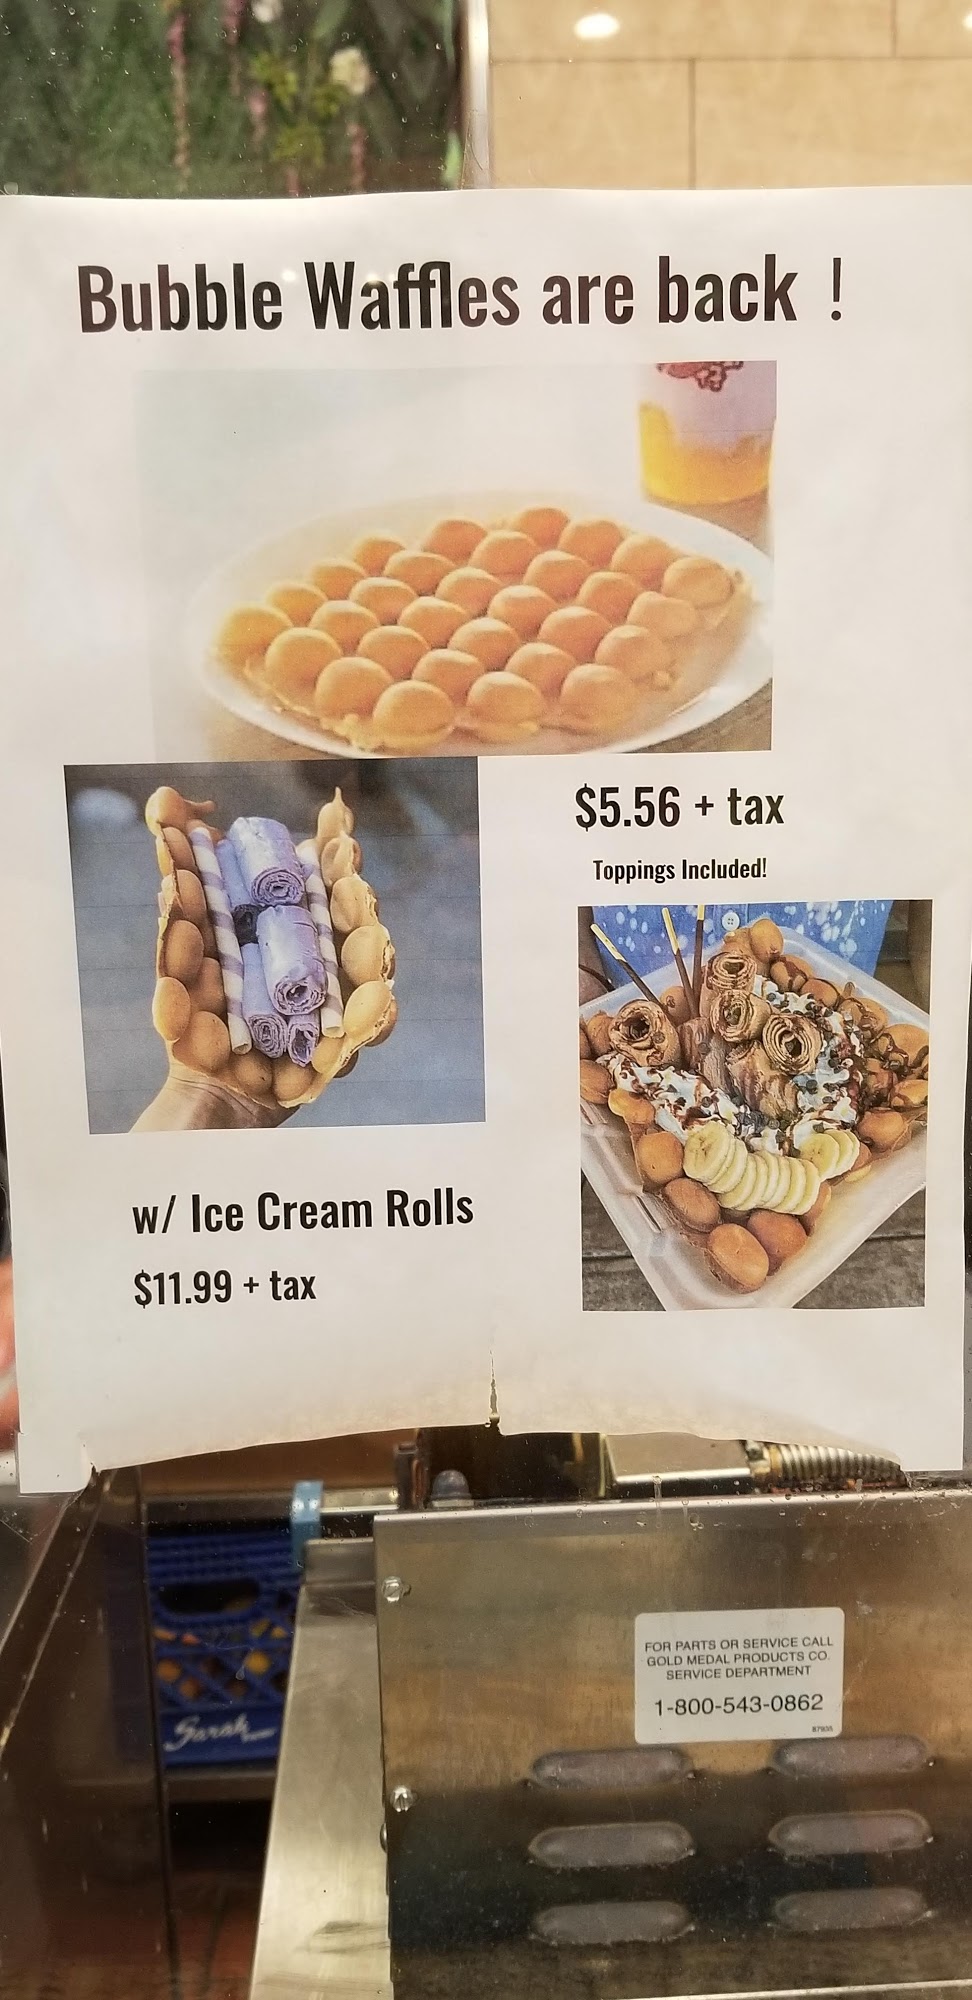 Bubble Waffles are back !
$5.56 + tax
Toppings Included!
w/ Ice Cream Rolls
$11.99 + tax
FOR PARTS OR SERVICE CALL
GOLD MEDAL PRODUCTS CO.
SERVICE DEPARTMENT
1-800-543-0862
Sarah